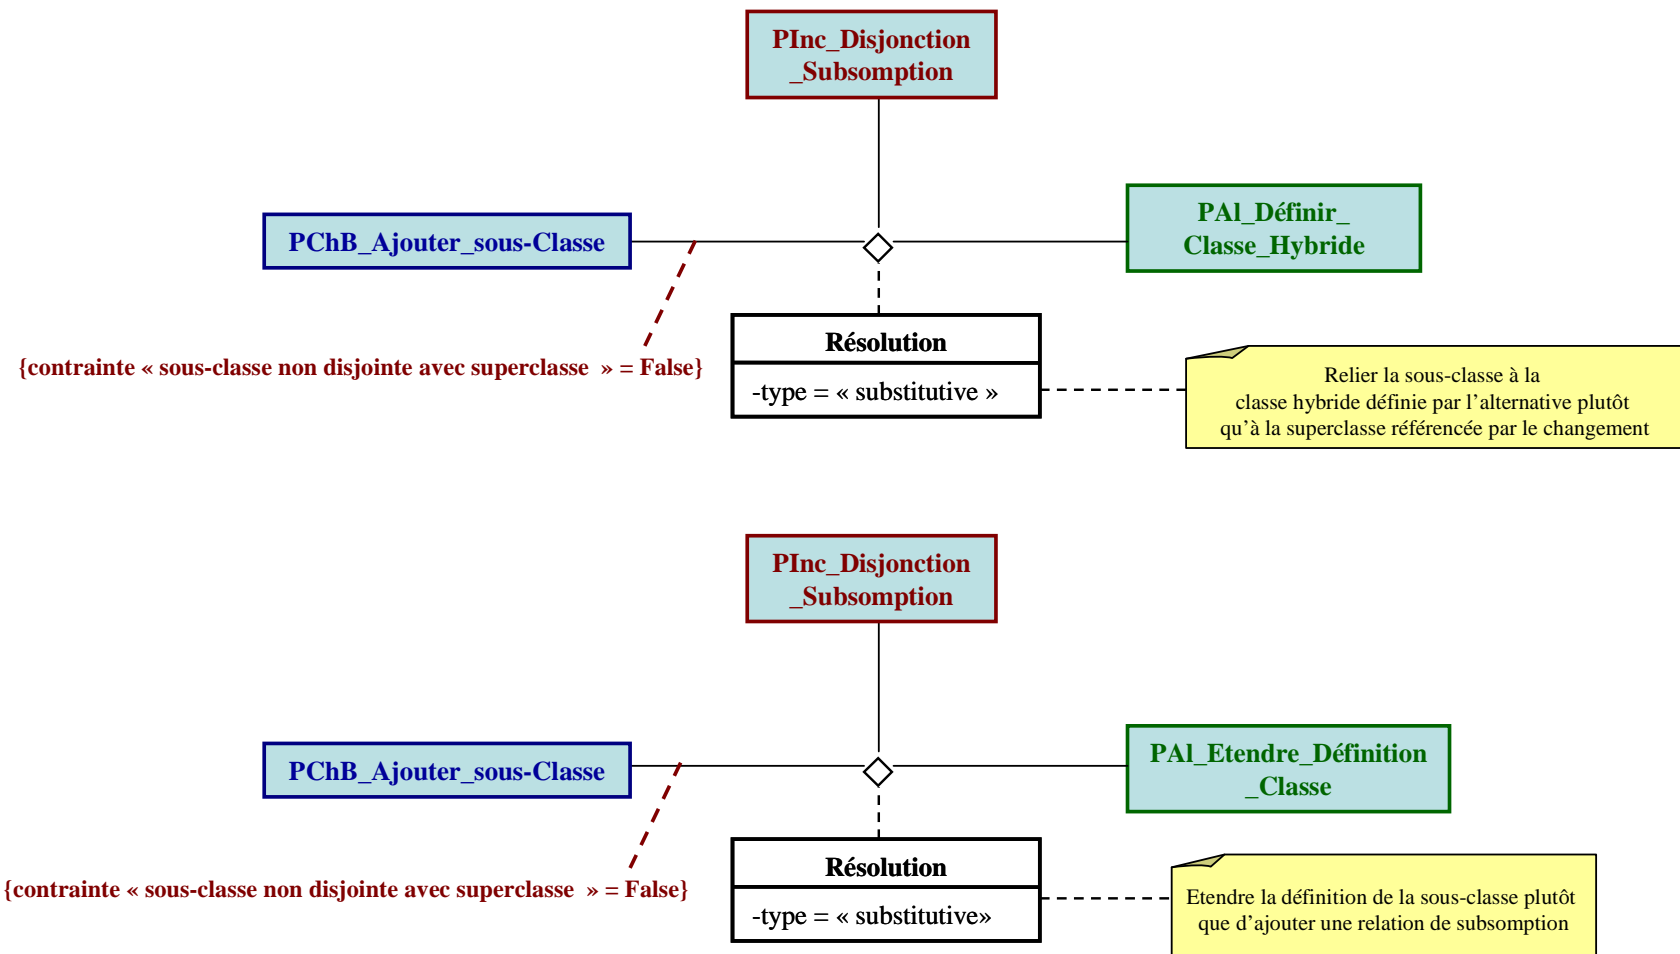 PInc_Disjonction
_Subsomption
PAl_Définir_
Classe_Hybride
PChB_Ajouter_sous-Classe
Résolution
{contrainte « sous-classe non disjointe avec superclasse  » = False}
-type = « substitutive »
Relier la sous-classe à la
classe hybride définie par l’alternative plutôt
qu’à la superclasse référencée par le changement
PInc_Disjonction
_Subsomption
PAl_Etendre_Définition
_Classe
PChB_Ajouter_sous-Classe
Résolution
{contrainte « sous-classe non disjointe avec superclasse  » = False}
-type = « substitutive»
Etendre la définition de la sous-classe plutôt
que d’ajouter une relation de subsomption